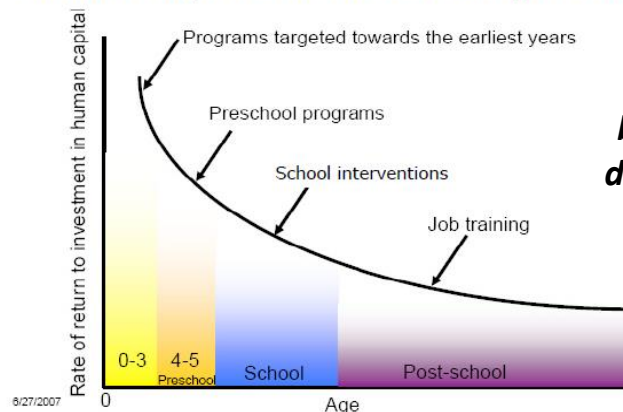 Programs targeted towards the earliest years
Preschool programs
School interventions
Job training
Rate of return to investment in human capital
0-3
4-5
Preschool
School
Post-school
6/27/2007
0
Age